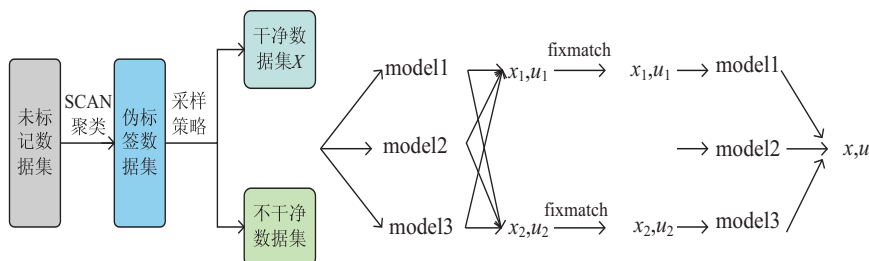 未标
记数
据集
SCAN
聚类
伪标
签数
据集
采样
策略
干净数
据集X
不干净
数据集
model1
model2
model3
x₁,u₁
fixmatch
x₁,u₁
model1
model2
x,u
x₂,u₂
fixmatch
x₂,u₂
model3